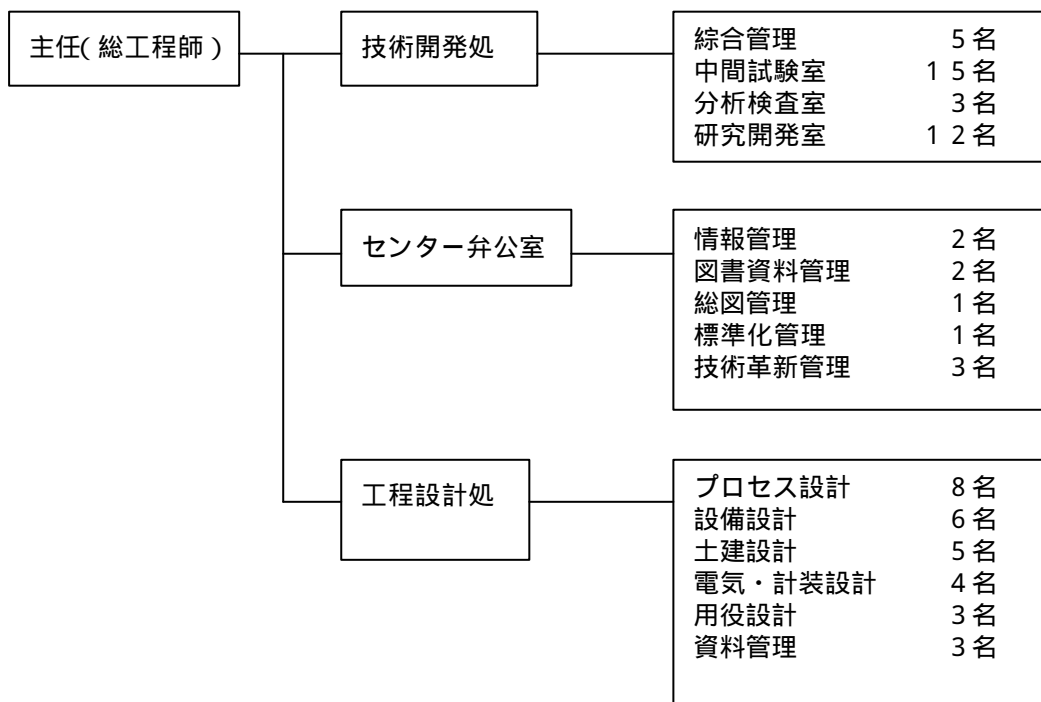 主任(総工程師)
技術開発処
綜合管理 5名
中間試験室 15名
分析検査室 3名
研究開発室 12名
センター弁公室
情報管理 2名
図書資料管理 2名
総図管理 1名
標準化管理 1名
技術革新管理 3名
工程設計処
プロセス設計 8名
設備設計 6名
土建設計 5名
電気・計装設計 4名
用役設計 3名
資料管理 3名